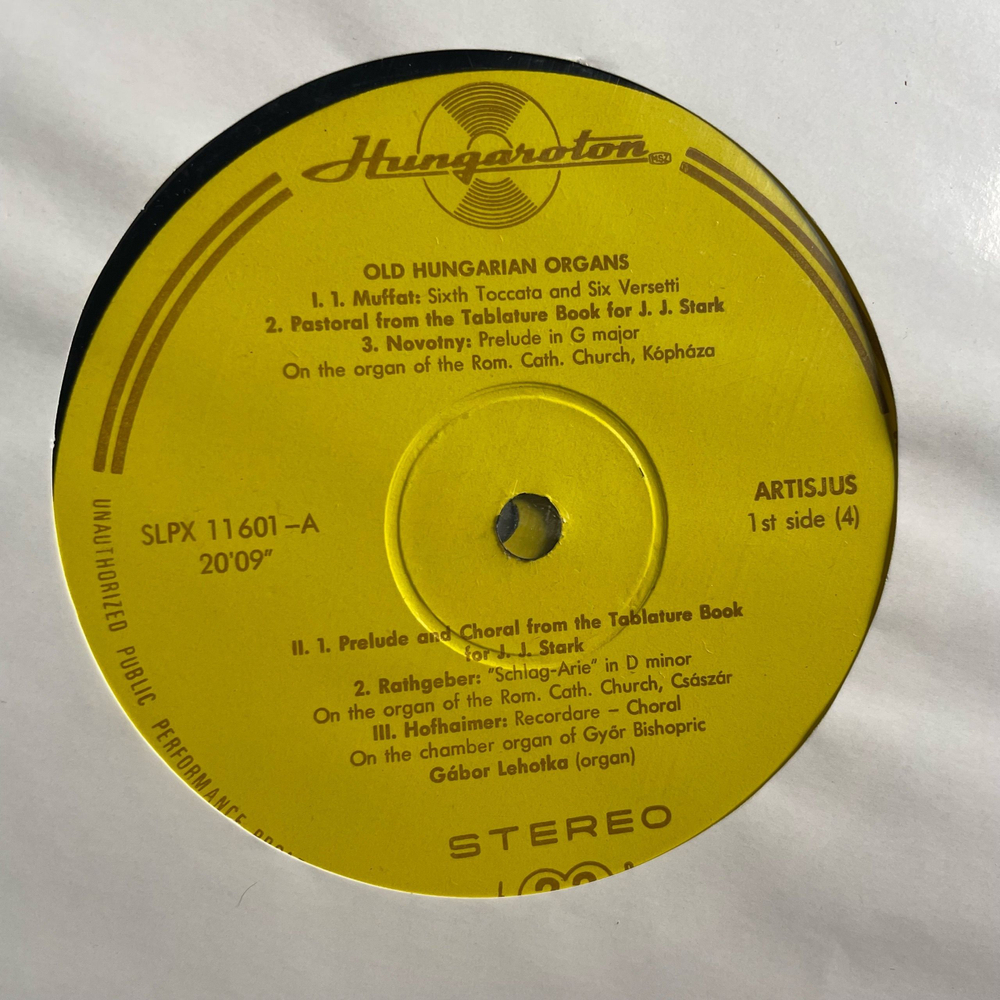 Hungaroton MSZ
OLD HUNGARIAN ORGANS
I. 1. Muffat: Sixth Toccata and Six Versetti
2. Pastoral from the Tablature Book for J. J. Stark
3. Novotny: Prelude in G major
On the organ of the Rom. Cath. Church, Kópháza
SLPX 11601-A
20'09"
ARTISJUS
1st side (4)
II. 1. Prelude and Choral from the Tablature Book
for J. J. Stark
2. Rathgeber: "Schlag-Arie" in D minor
On the organ of the Rom. Cath. Church, Császár
III. Hofhaimer: Recordare – Choral
On the chamber organ of Győr Bishopric
Gábor Lehotka (organ)
STEREO
UNAUTHORIZED PUBLIC PERFORMANCE